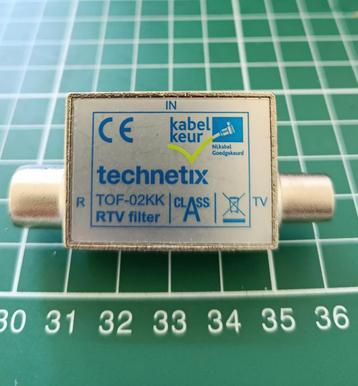 IN
CE
kabel
keur
Nlkabel
Goedgekeurd
technetix
R
TOF-02KK
RTV filter
CLASS
A
TV
30 31 32 33 34 35 36